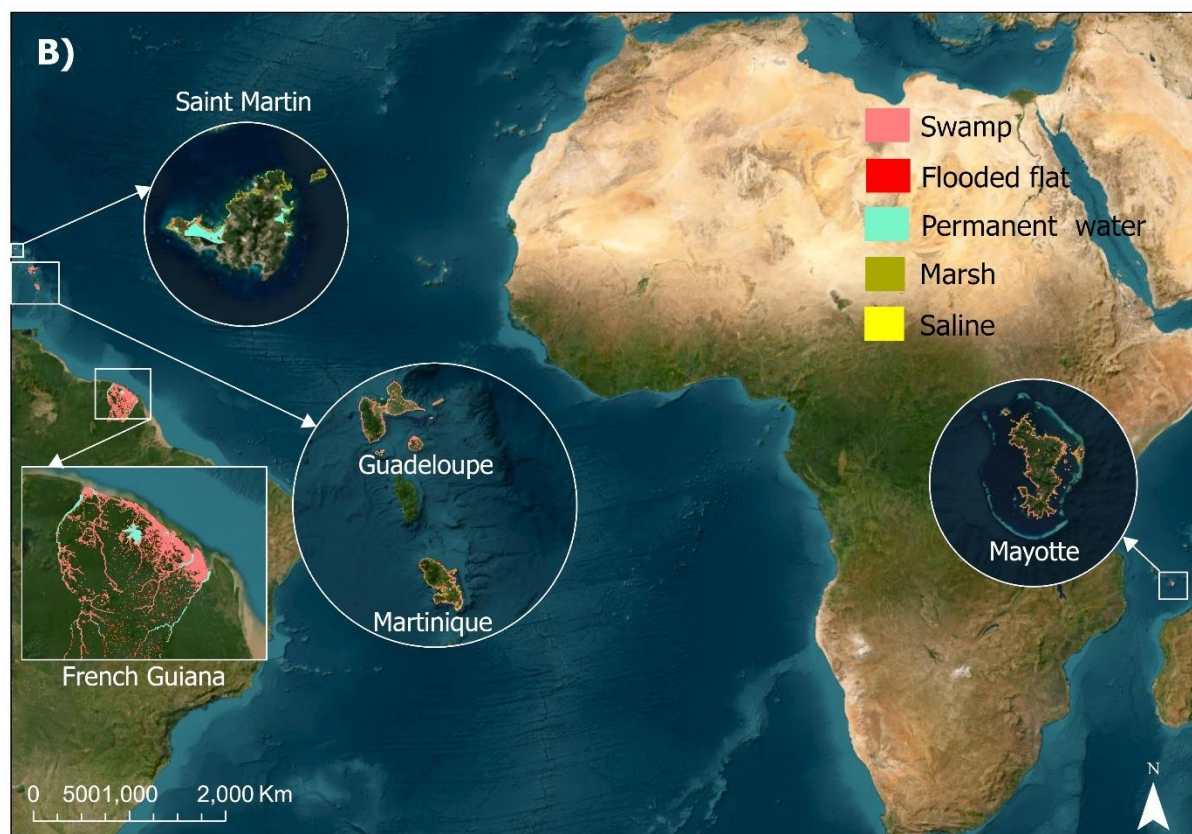 B)
Saint Martin
Swamp
Flooded flat
Permanent water
Marsh
Saline
Guadeloupe
Martinique
Mayotte
French Guiana
0 5001,000 2,000 Km
N